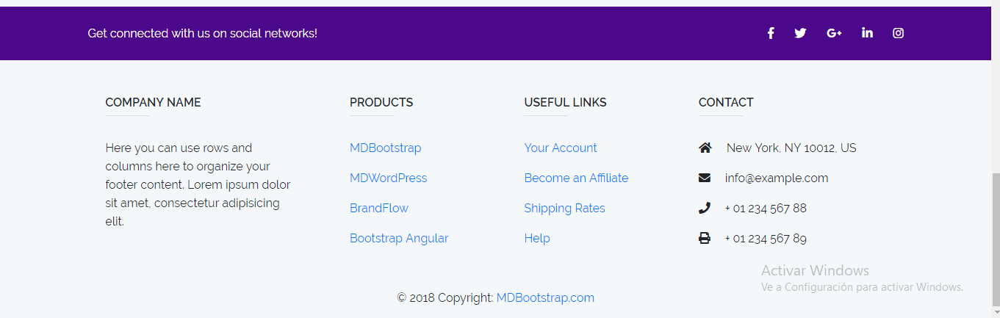 Get connected with us on social networks!
COMPANY NAME
Here you can use rows and
columns here to organize your
footer content. Lorem ipsum dolor
sit amet, consectetur adipisicing
elit.
PRODUCTS
MDBootstrap
MDWordPress
BrandFlow
Bootstrap Angular
USEFUL LINKS
Your Account
Become an Affiliate
Shipping Rates
Help
CONTACT
New York, NY 10012, US
info@example.com
+ 01 234 567 88
+ 01 234 567 89
Activar Windows
Ve a Configuración para activar Windows.
© 2018 Copyright: MDBootstrap.com